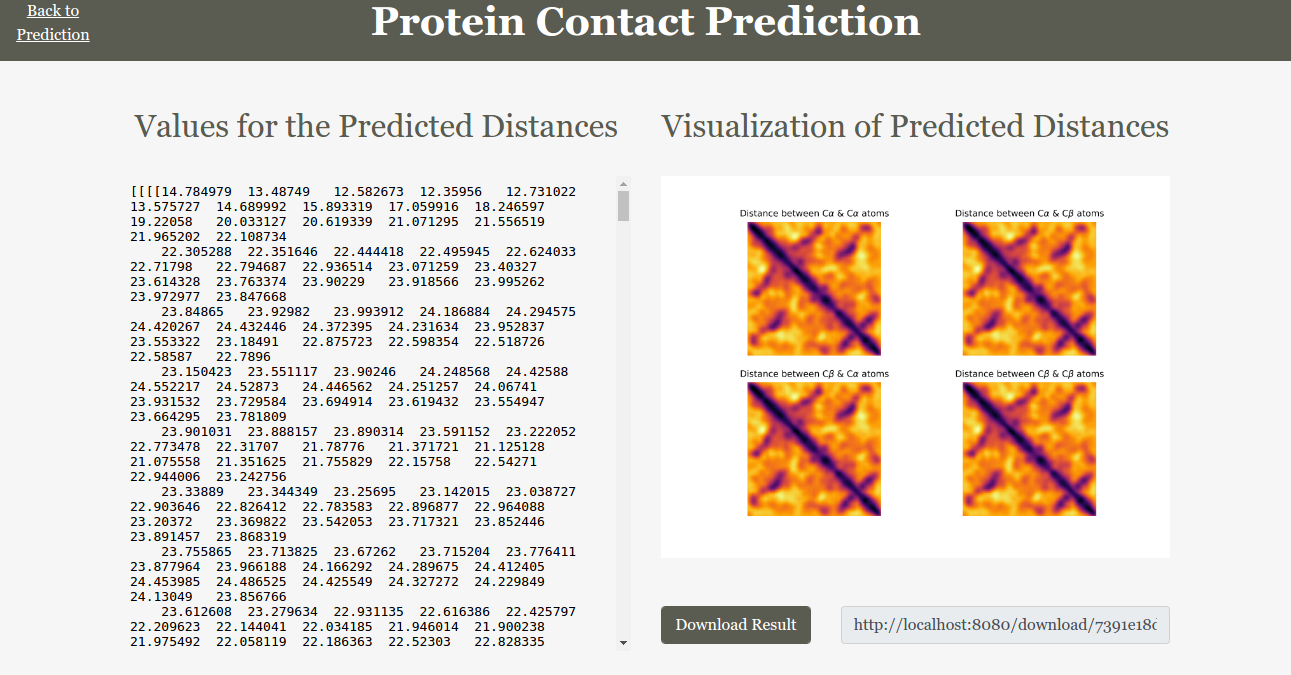 Back to
Prediction
Protein Contact Prediction
Values for the Predicted Distances
[[[[14.784979  13.48749   12.582673  12.35956   12.731022
13.575727  14.689992  15.893319  17.059916  18.246597
19.22058   20.033127  20.619339  21.071295  21.556519
21.965202  22.108734
22.305288  22.351646  22.444418  22.495945  22.624033
22.71798   22.794687  22.936514  23.071259  23.40327
23.614328  23.763374  23.90229   23.918566  23.995262
23.972977  23.847668
23.84865   23.92982   23.993912  24.186884  24.294575
24.420267  24.432446  24.372395  24.231634  23.952837
23.553322  23.18491   22.875723  22.598354  22.518726
22.58587   22.7896
23.150423  23.551117  23.90246   24.248568  24.42588
24.552217  24.52873   24.446562  24.251257  24.06741
23.931532  23.729584  23.694914  23.619432  23.554947
23.664295  23.781809
23.901031  23.888157  23.890314  23.591152  23.222052
22.773478  22.31707   21.78776   21.371721  21.125128
21.075558  21.351625  21.755829  22.15758   22.54271
22.944006  23.242756
23.33889   23.344349  23.25695   23.142015  23.038727
22.903646  22.826412  22.783583  22.896877  22.964088
23.20372   23.369822  23.542053  23.717321  23.852446
23.891457  23.868319
23.755865  23.713825  23.67262   23.715204  23.776411
23.877964  23.966188  24.166292  24.289675  24.412405
24.453985  24.486525  24.425549  24.327272  24.229849
24.13049   23.856766
23.612608  23.279634  22.931135  22.616386  22.425797
22.209623  22.144041  22.034185  21.946014  21.900238
21.975492  22.058119  22.186363  22.52303   22.828335
Visualization of Predicted Distances
Distance between Cα & Cα atoms
Distance between Cα & Cβ atoms
Distance between Cβ & Cα atoms
Distance between Cβ & Cβ atoms
Download Result
http://localhost:8080/download/7391e18d